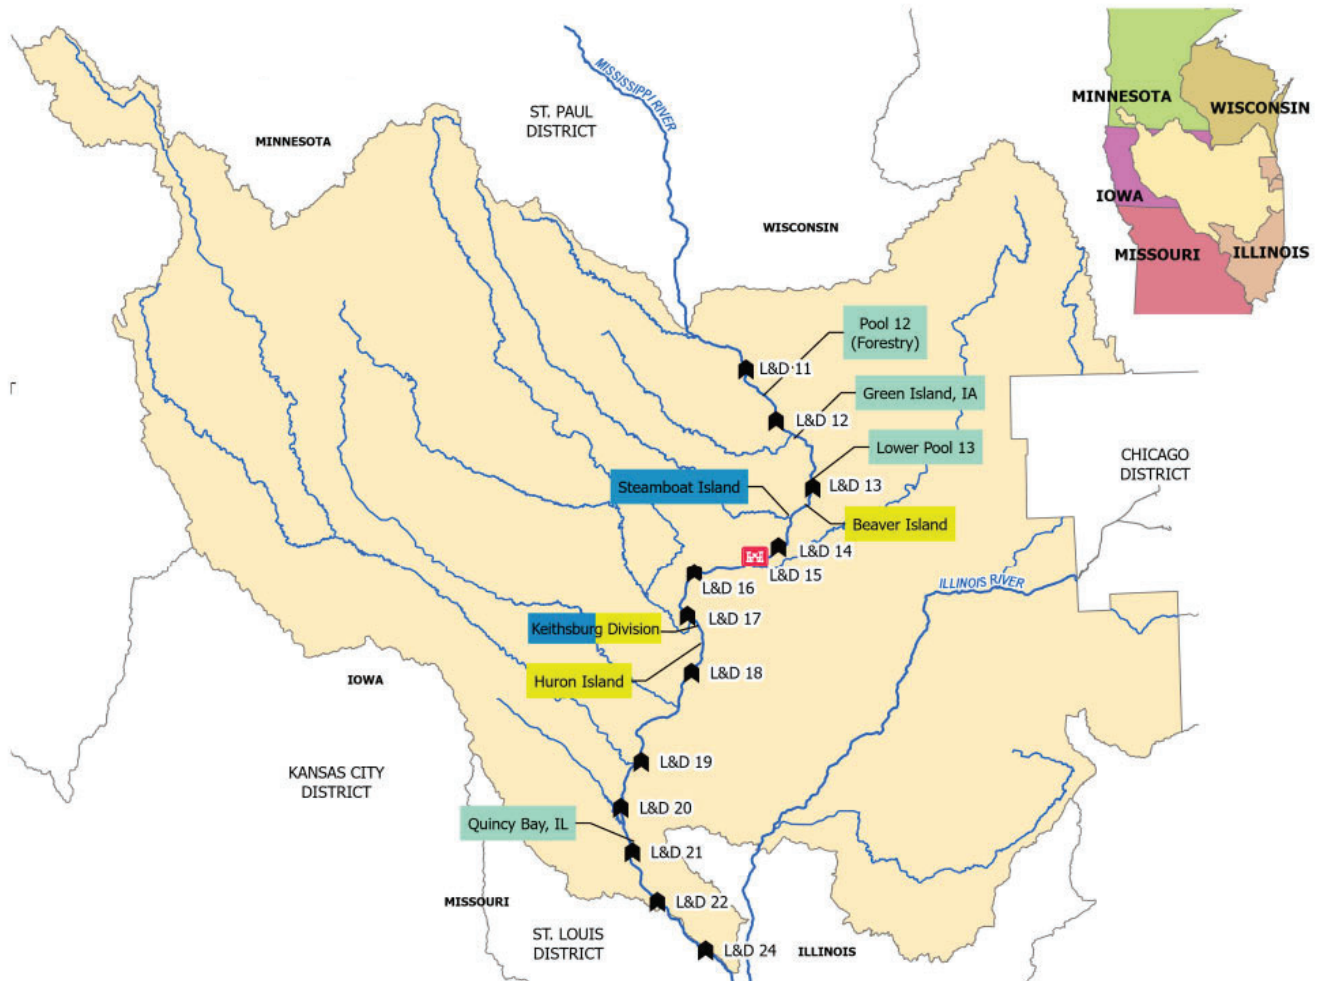 MISSISSIPPI RIVER
ST. PAUL
DISTRICT
MINNESOTA
WISCONSIN
MINNESOTA
WISCONSIN
IOWA
MISSOURI
ILLINOIS
Pool 12
(Forestry)
L&D 11
Green Island, IA
L&D 12
Lower Pool 13
CHICAGO
DISTRICT
Steamboat Island
L&D 13
Beaver Island
L&D 14
L&D 15
L&D 16
ILLINOIS RIVER
L&D 17
Keithsburg Division
Huron Island
L&D 18
IOWA
KANSAS CITY
DISTRICT
L&D 19
L&D 20
Quincy Bay, IL
L&D 21
MISSOURI
L&D 22
ST. LOUIS
DISTRICT
L&D 24
ILLINOIS